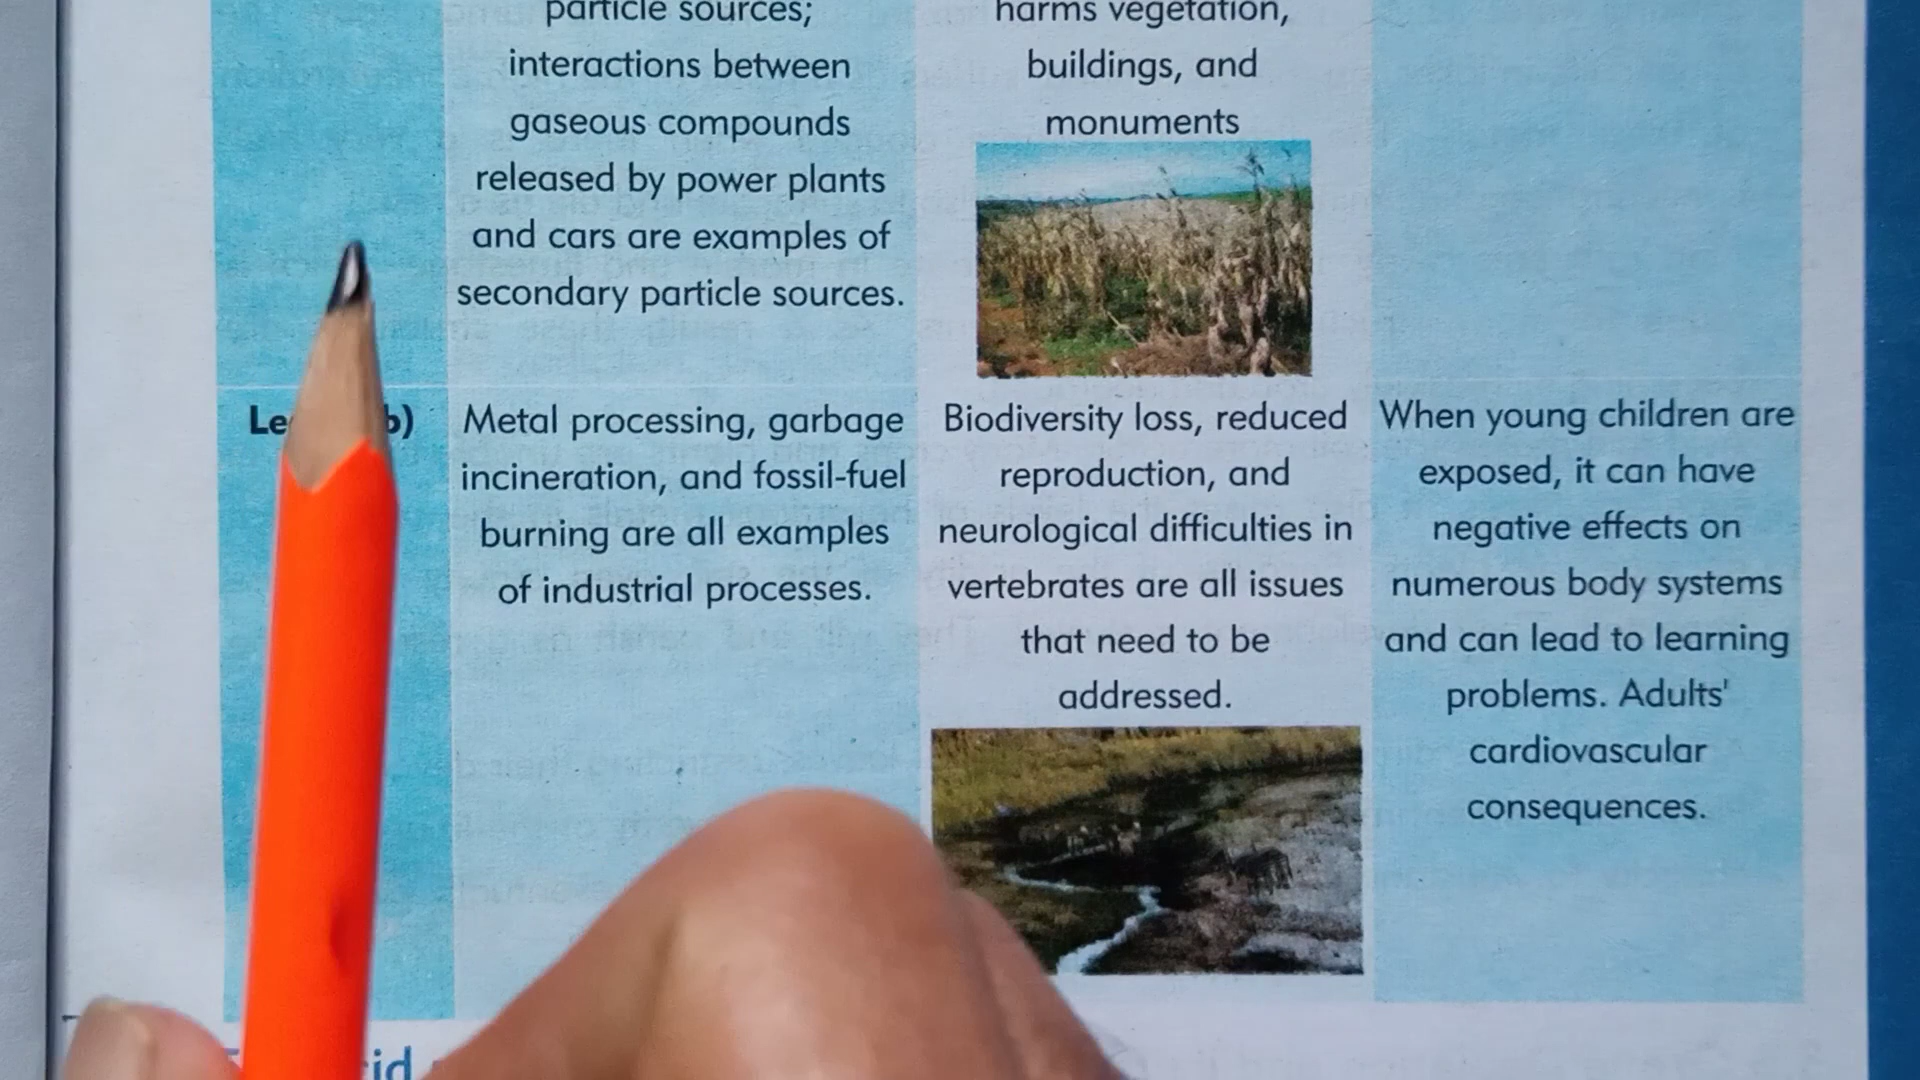 particle sources;
interactions between
gaseous compounds
released by power plants
and cars are examples of
secondary particle sources.
harms vegetation,
buildings, and
monuments
Metal processing, garbage
incineration, and fossil-fuel
burning are all examples
of industrial processes.
Biodiversity loss, reduced
reproduction, and
neurological difficulties in
vertebrates are all issues
that need to be
addressed.
When young children are
exposed, it can have
negative effects on
numerous body systems
and can lead to learning
problems. Adults'
cardiovascular
consequences.